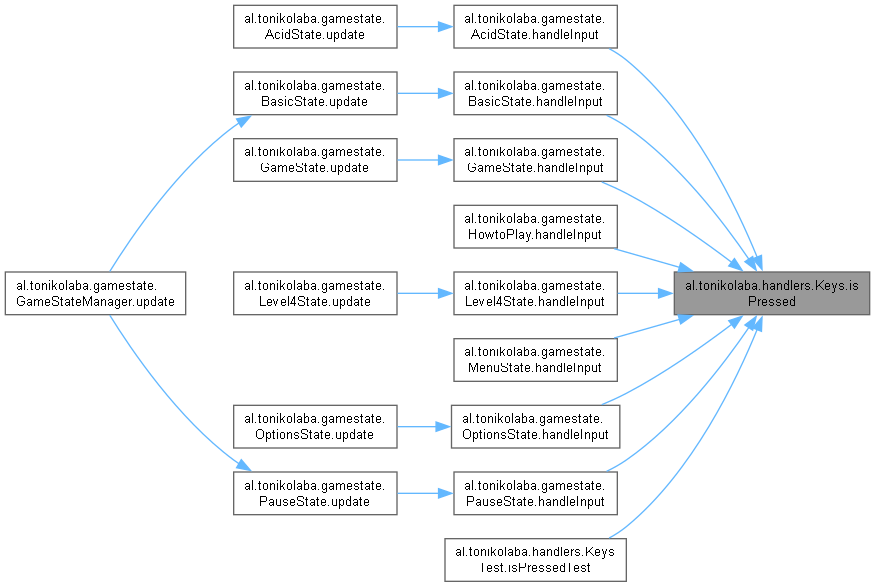 al.tonikolaba.gamestate.
AcidState.update
al.tonikolaba.gamestate.
AcidState.handleInput
al.tonikolaba.gamestate.
BasicState.update
al.tonikolaba.gamestate.
BasicState.handleInput
al.tonikolaba.gamestate.
GameState.update
al.tonikolaba.gamestate.
GameState.handleInput
al.tonikolaba.gamestate.
HowtoPlay.handleInput
al.tonikolaba.gamestate.
GameStateManager.update
al.tonikolaba.gamestate.
Level4State.update
al.tonikolaba.gamestate.
Level4State.handleInput
al.tonikolaba.handlers.Keys.is
Pressed
al.tonikolaba.gamestate.
MenuState.handleInput
al.tonikolaba.gamestate.
OptionsState.update
al.tonikolaba.gamestate.
OptionsState.handleInput
al.tonikolaba.gamestate.
PauseState.update
al.tonikolaba.gamestate.
PauseState.handleInput
al.tonikolaba.handlers.Keys
Test.isPressedTest